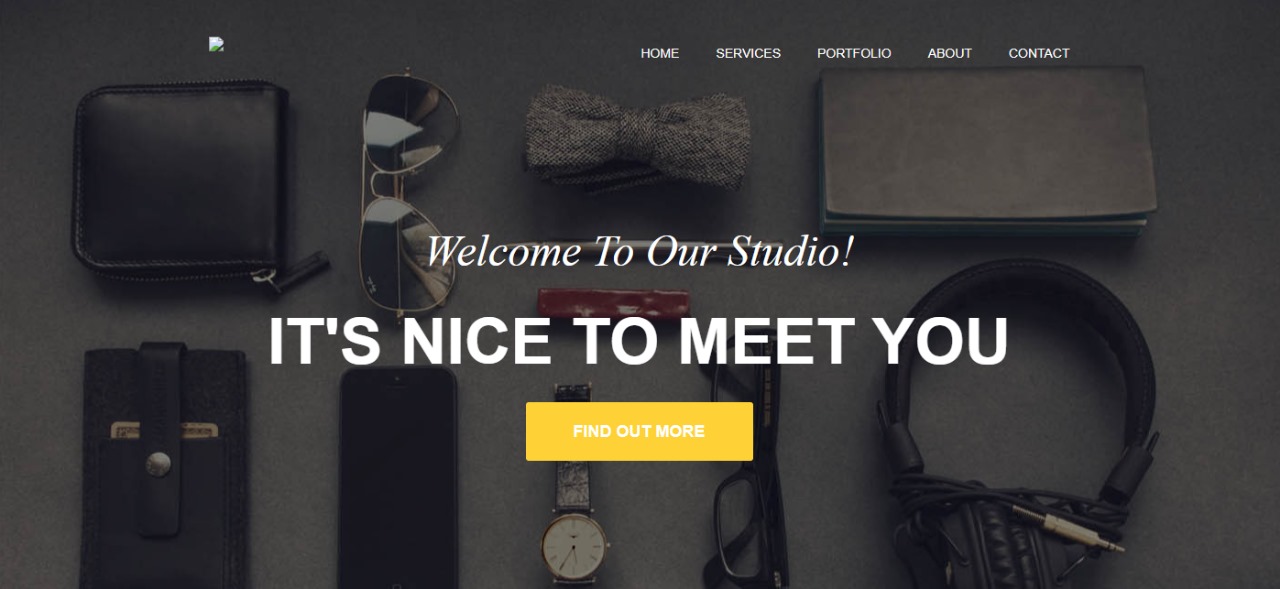 HOME SERVICES PORTFOLIO ABOUT CONTACT
Welcome To Our Studio!
IT'S NICE TO MEET YOU
FIND OUT MORE